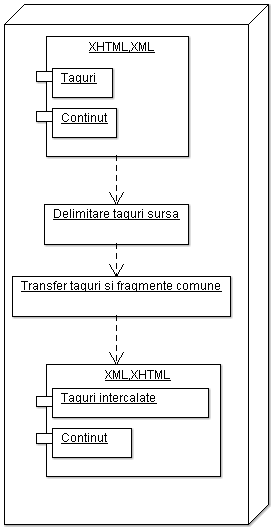 XHTML,XML
Taguri
Continut
Delimitare taguri sursa
Transfer taguri si fragmente comune
XML,XHTML
Taguri intercalate
Continut